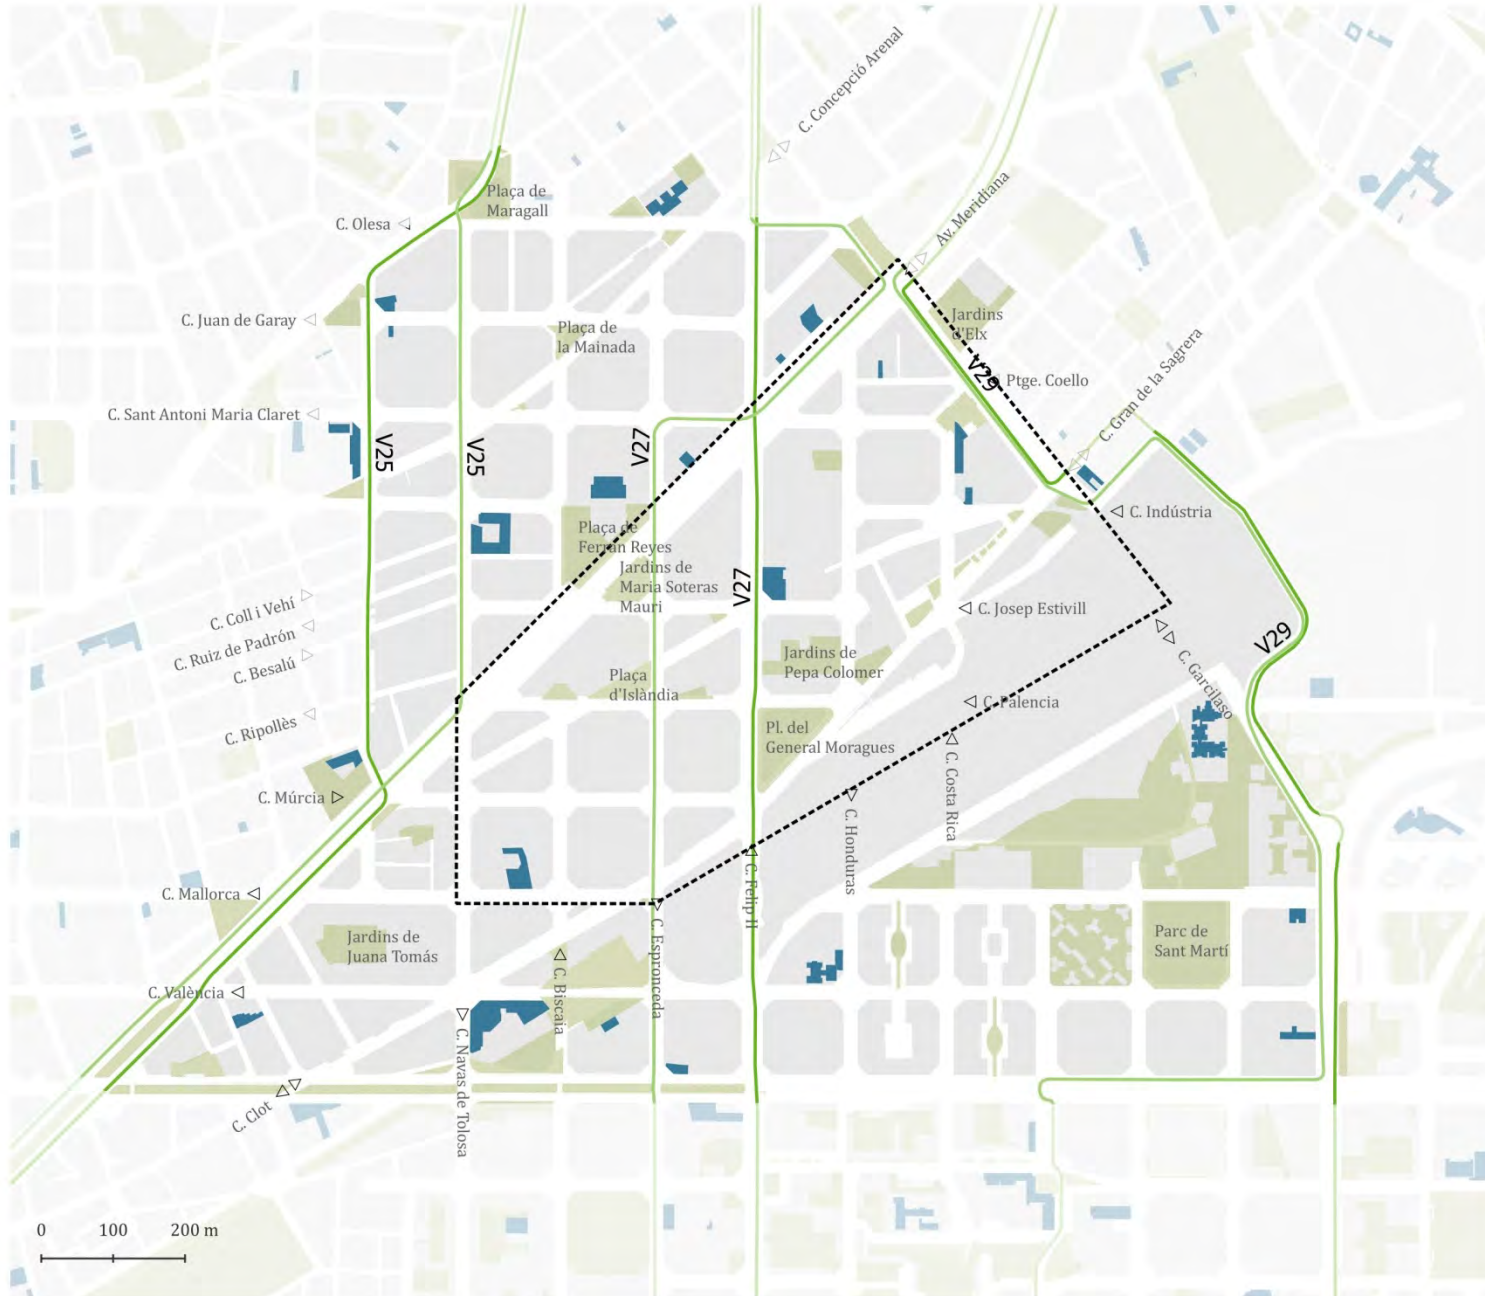 C. Concepció Arenal
Plaça de
Maragall
C. Olesa
Av. Meridiana
C. Juan de Garay
Plaça de
la Mainada
Jardins
d'Elx
V29
Ptge. Coello
C. Gran de la Sagrera
C. Sant Antoni Maria Claret
V25
V25
V27
C. Indústria
Plaça de
Ferran Reyes
Jardins de
Maria Soteras
Mauri
V27
C. Josep Estivill
C. Coll i Vehí
C. Ruiz de Padrón
C. Besalú
V29
Jardins de
Pepa Colomer
C. Garcilaso
Plaça
d'Islàndia
C. Palencia
C. Ripollès
Pl. del
General Moragues
C. Costa Rica
C. Múrcia
C. Honduras
C. Mallorca
C. Felip II
Jardins de
Juana Tomás
C. Espronceda
Parc de
Sant Martí
C. Biscaia
C. València
C. Navas de Tolosa
C. Clot
0 100 200 m